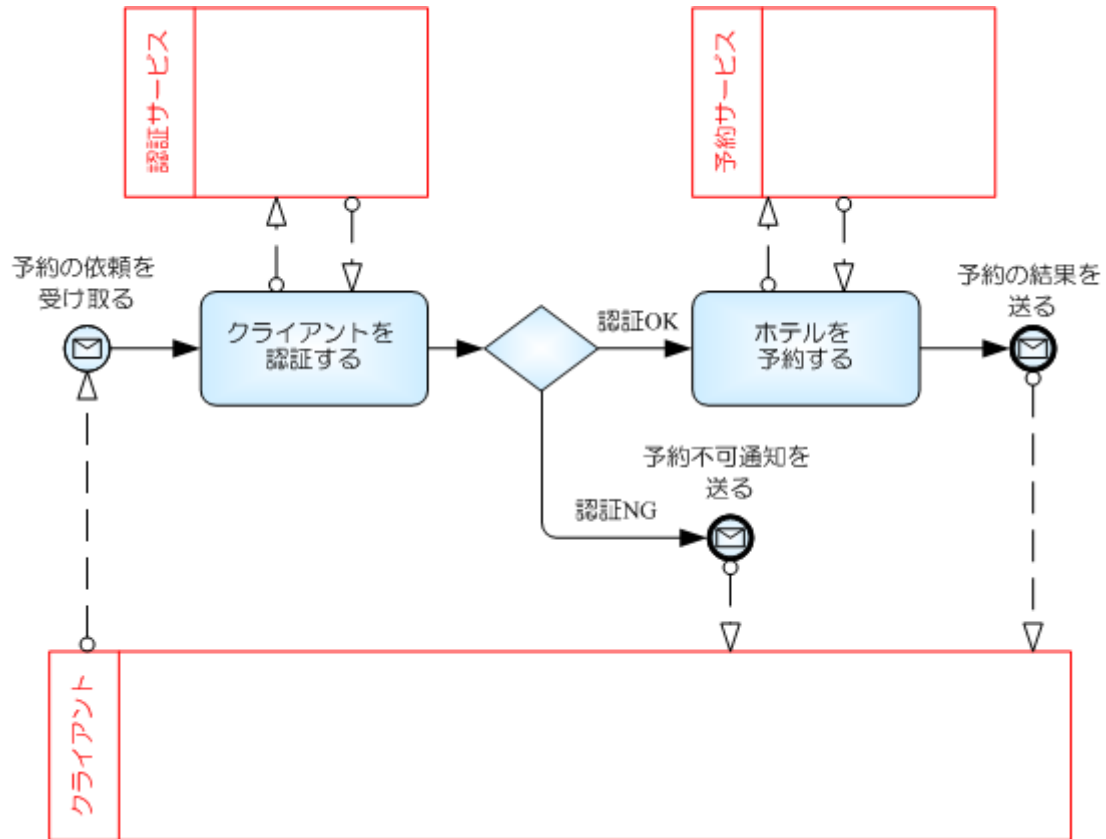 認証サービス
予約サービス
予約の依頼を
受け取る
クライアントを
認証する
認証OK
ホテルを
予約する
予約の結果を
送る
認証NG
予約不可通知を
送る
クライアント